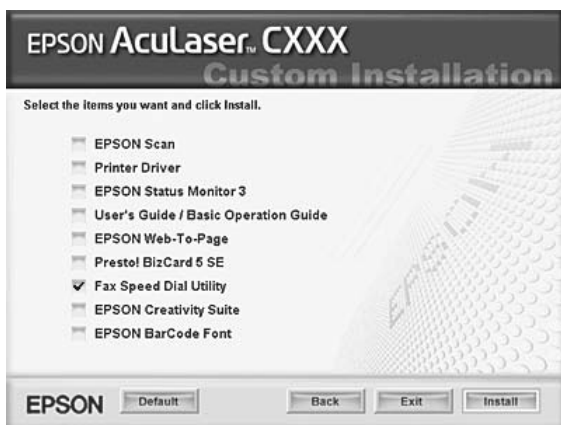 EPSON AcuLaser™ CXXX
Custom Installation
Select the items you want and click Install.
EPSON Scan
Printer Driver
EPSON Status Monitor 3
User's Guide / Basic Operation Guide
EPSON Web-To-Page
Presto! BizCard 5 SE
Fax Speed Dial Utility
EPSON Creativity Suite
EPSON BarCode Font
EPSON
EPSON Default Back Exit Install